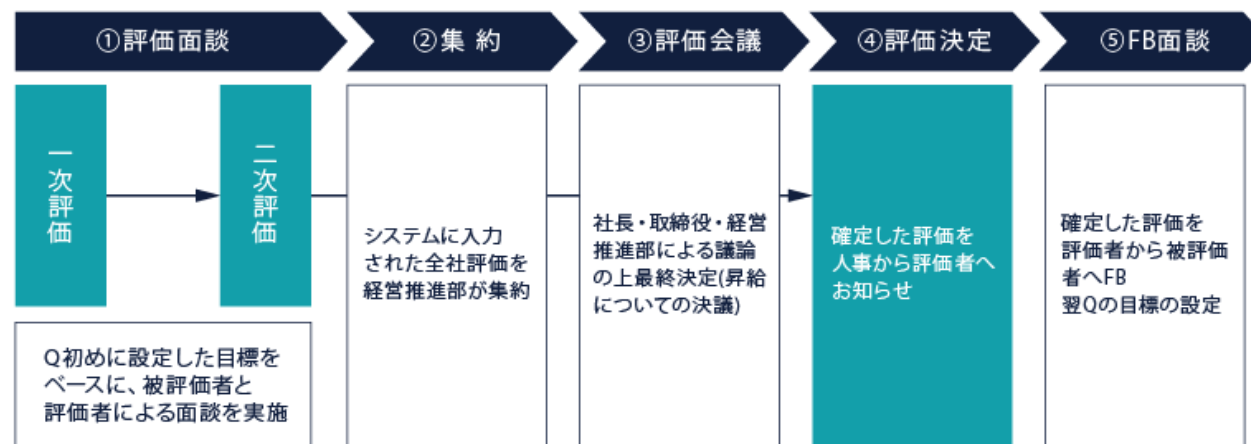 ①評価面談
②集 約
③評価会議
④評価決定
⑤FB面談
一次評価
二次評価
Q初めに設定した目標を
ベースに、被評価者と
評価者による面談を実施
システムに入力
された全社評価を
経営推進部が集約
社長・取締役・経営
推進部による議論
の上最終決定(昇給
についての決議)
確定した評価を
人事から評価者へ
お知らせ
確定した評価を
評価者から被評価
者へFB
翌Qの目標の設定